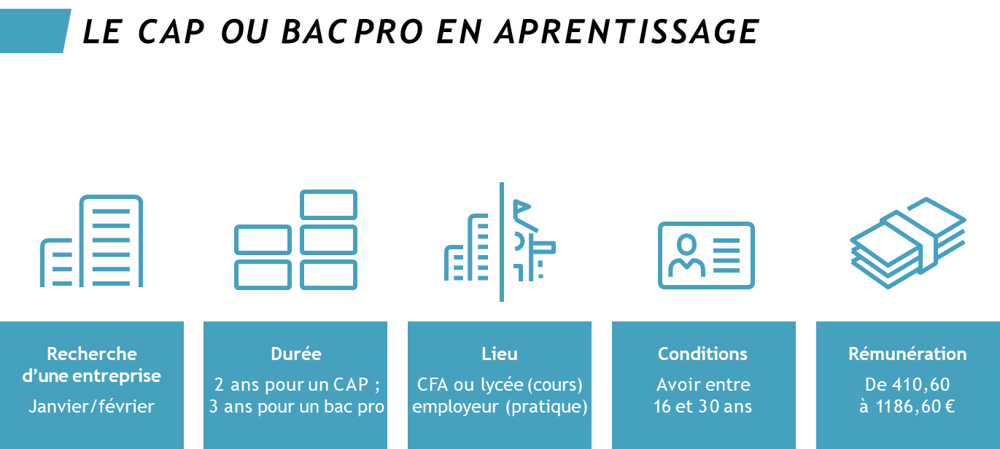 LE CAP OU BAC PRO EN APRENTISSAGE
Recherche
d’une entreprise
Janvier/février
Durée
2 ans pour un CAP ;
3 ans pour un bac pro
Lieu
CFA ou lycée (cours)
employeur (pratique)
Conditions
Avoir entre
16 et 30 ans
Rémunération
De 410,60
à 1186,60 €